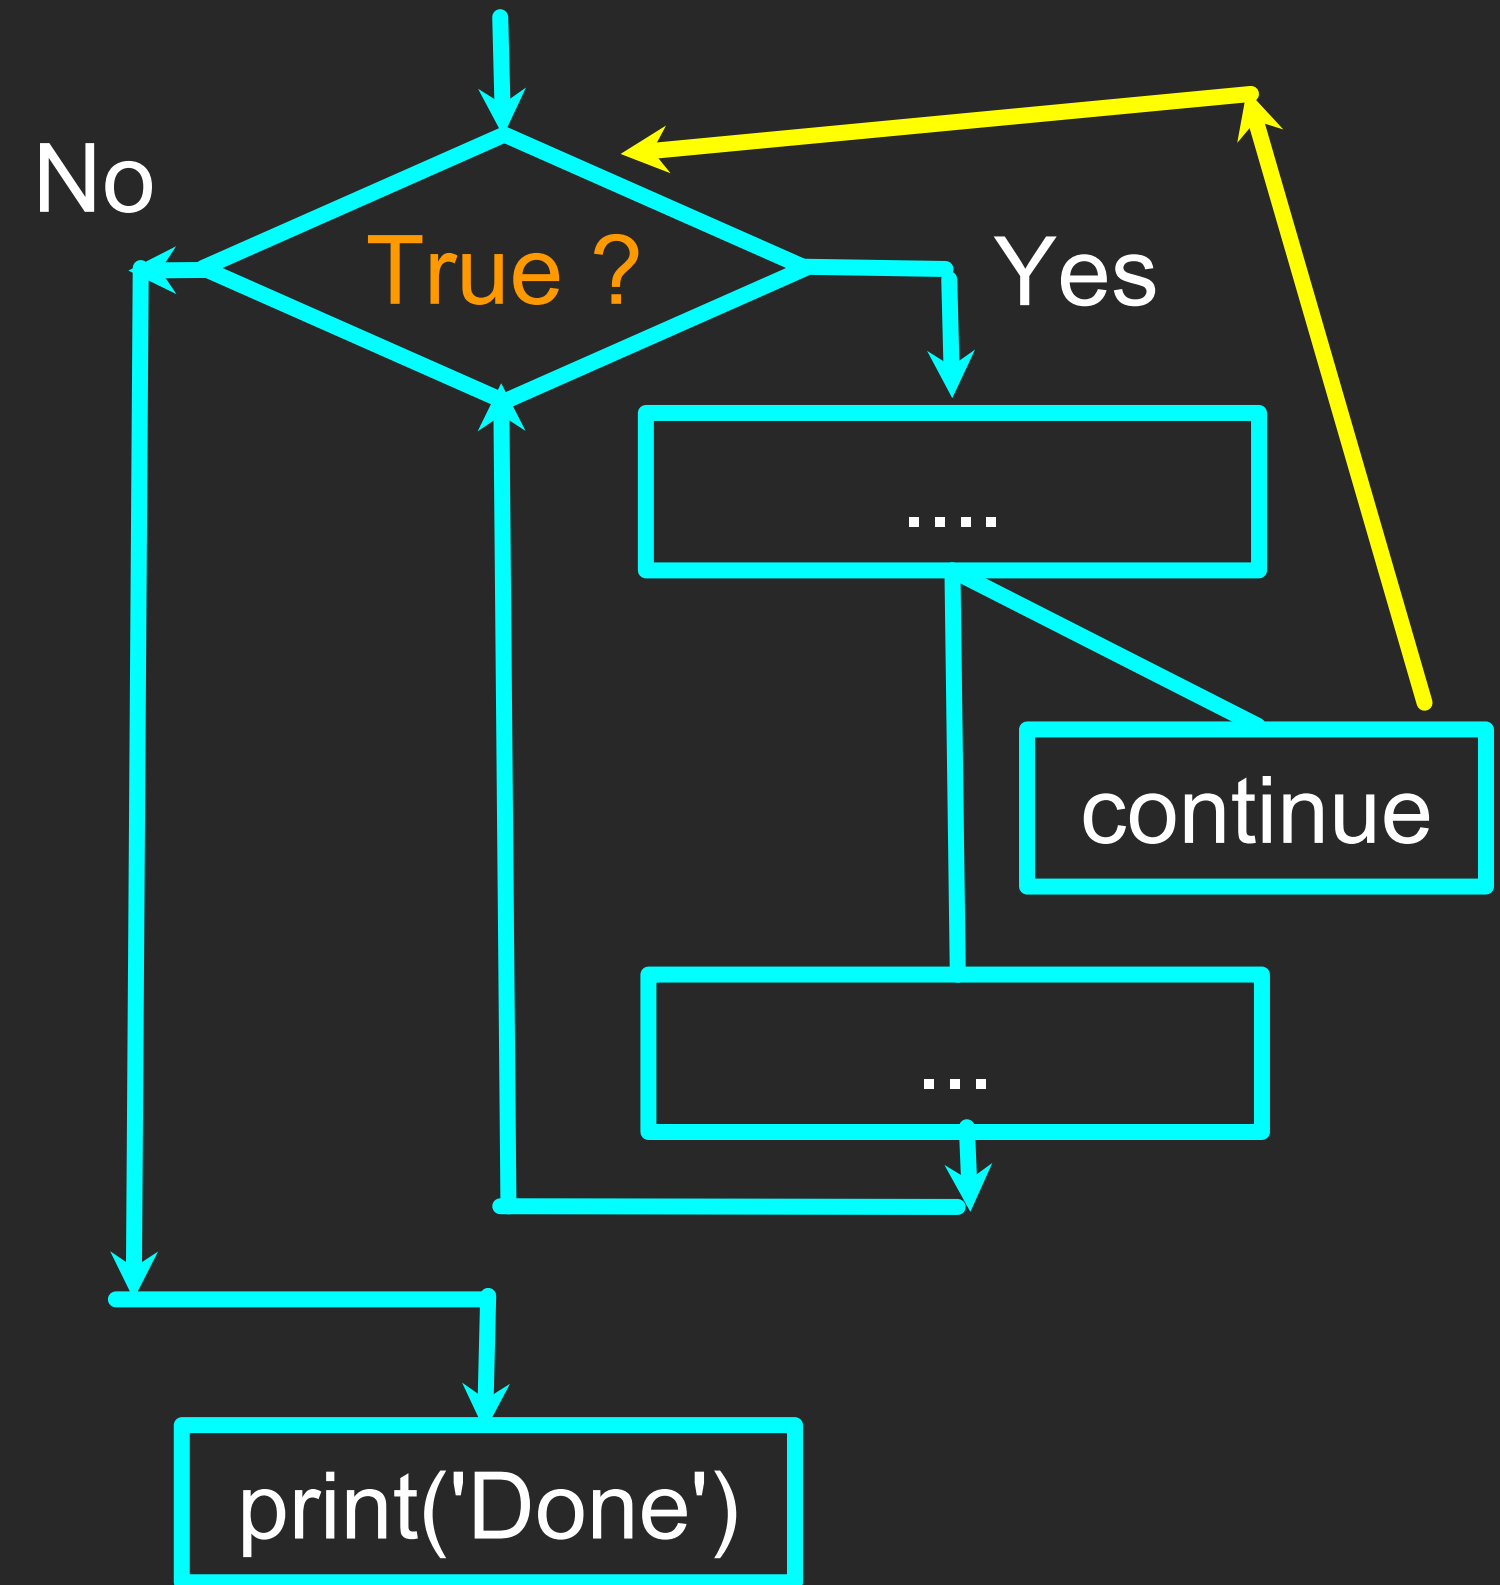 No
True ?
Yes
....
continue
...
print('Done')